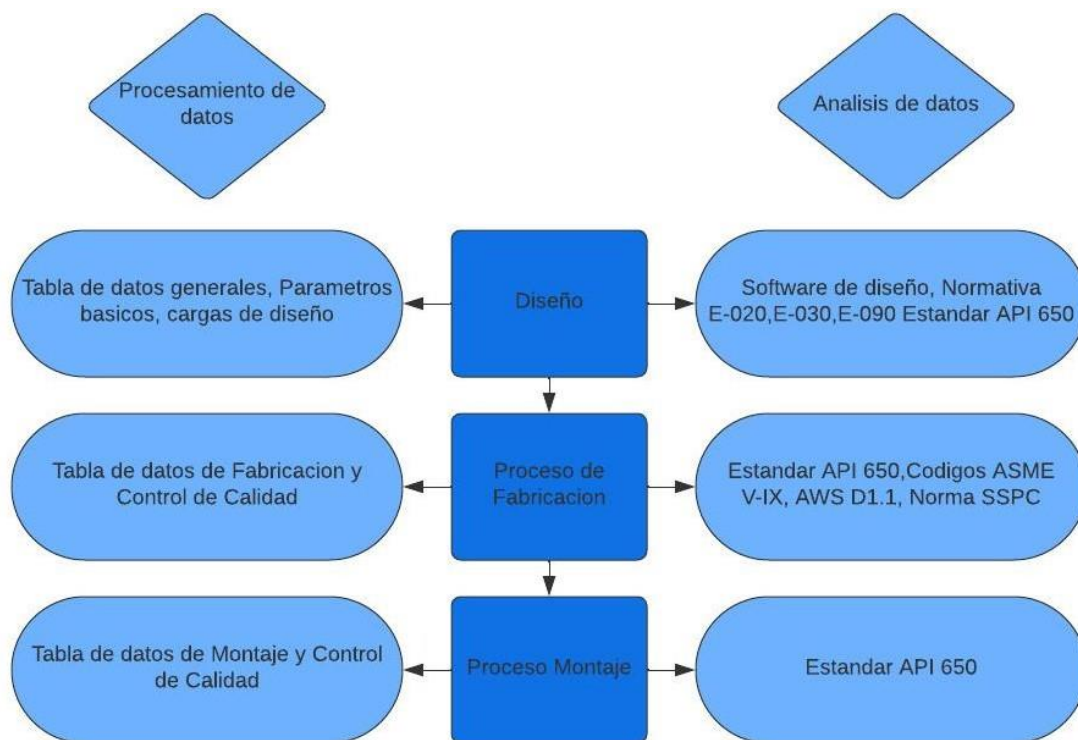 Procesamiento de
datos
Analisis de datos
Tabla de datos generales, Parametros
basicos, cargas de diseño
Diseño
Software de diseño, Normativa
E-020,E-030,E-090 Estandar API 650
Tabla de datos de Fabricacion y
Control de Calidad
Proceso de
Fabricacion
Estandar API 650,Codigos ASME
V-IX, AWS D1.1, Norma SSPC
Tabla de datos de Montaje y Control
de Calidad
Proceso Montaje
Estandar API 650